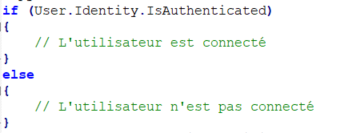 if (User.Identity.IsAuthenticated)
{
// L'utilisateur est connecté
}
else
{
// L'utilisateur n'est pas connecté
}